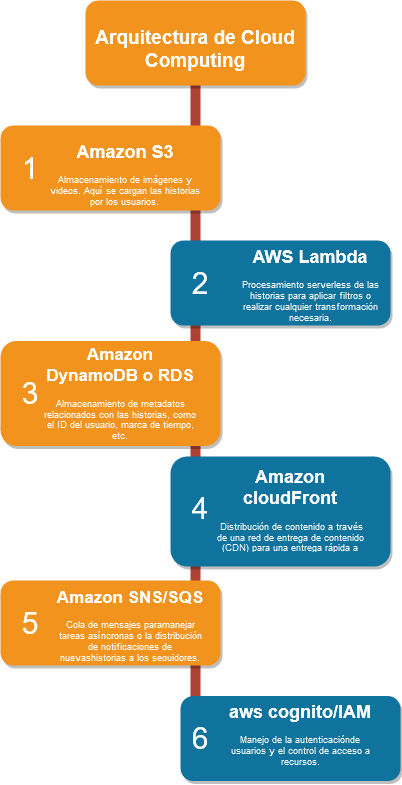 Arquitectura de Cloud
Computing
1
Amazon S3
Almacenamiento de imágenes y
videos. Aquí se cargan las historias
por los usuarios.
2
AWS Lambda
Procesamiento serverless de las
historias para aplicar filtros o
realizar cualquier transformación
necesaria.
3
Amazon
DynamoDB o RDS
Almacenamiento de metadatos
relacionados con las historias, como
el ID del usuario, marca de tiempo,
etc.
4
Amazon
cloudFront
Distribución de contenido a través
de una red de entrega de contenido
(CDN) para una entrega rápida a
5
Amazon SNS/SQS
Cola de mensajes paramanejar
tareas asíncronas o la distribución
de notificaciones de
nuevashistorias a los seguidores.
6
aws cognito/IAM
Manejo de la autenticaciónde
usuarios y el control de acceso a
recursos.